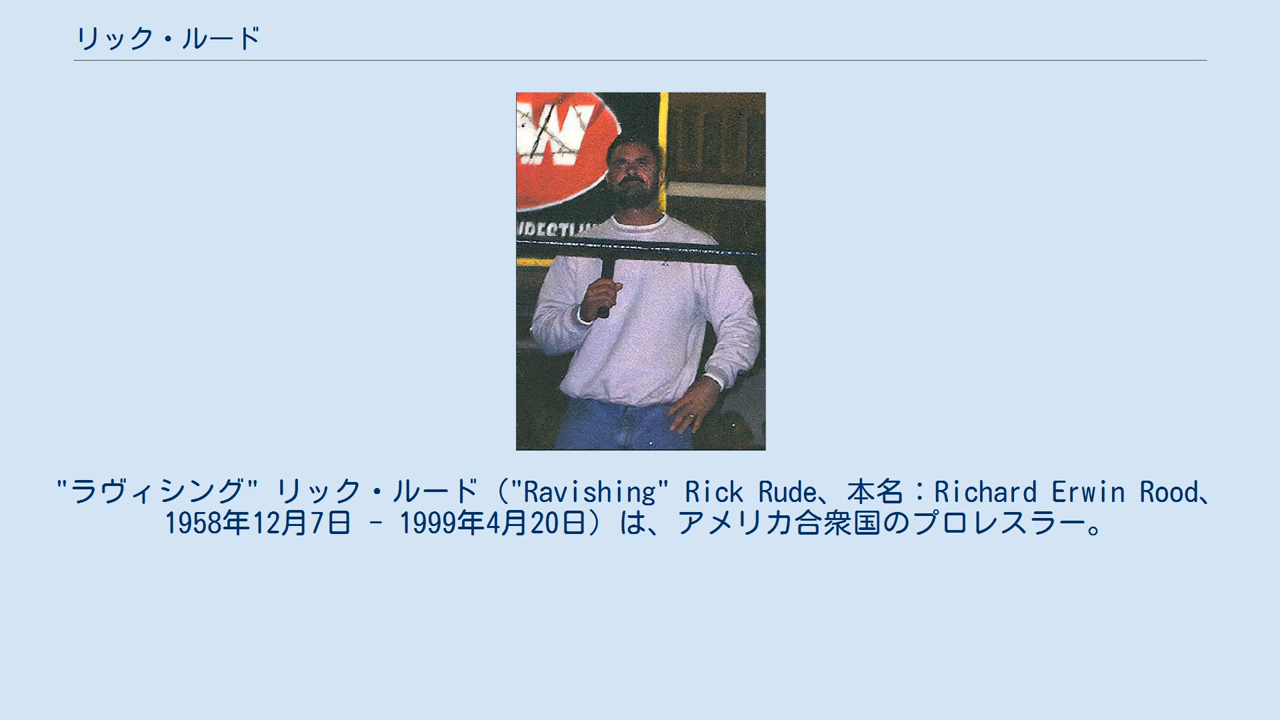 リック・ルード
W
WRESTLI
"ラヴィシング" リック・ルード（"Ravishing" Rick Rude、本名：Richard Erwin Rood、
1958年12月7日 - 1999年4月20日）は、アメリカ合衆国のプロレスラー。